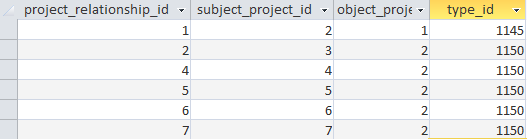 project_relationship_id subject_project_id object_proje type_id
1 2 1 1145
2 3 2 1150
4 4 2 1150
5 5 2 1150
6 6 2 1150
7 7 2 1150